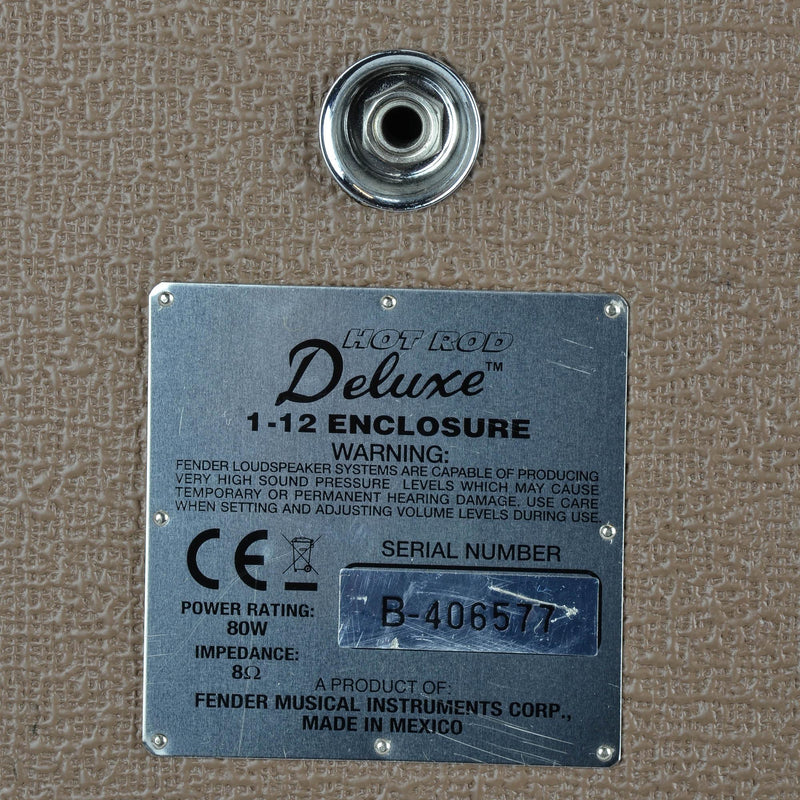 HOT ROD
Deluxe™
1-12 ENCLOSURE
WARNING:
FENDER LOUDSPEAKER SYSTEMS ARE CAPABLE OF PRODUCING
VERY HIGH SOUND PRESSURE LEVELS WHICH MAY CAUSE
TEMPORARY OR PERMANENT HEARING DAMAGE. USE CARE
WHEN SETTING AND ADJUSTING VOLUME LEVELS DURING USE.
CE
SERIAL NUMBER
B-406577
POWER RATING:
80W
IMPEDANCE:
8Ω
A PRODUCT OF:
FENDER MUSICAL INSTRUMENTS CORP.,
MADE IN MEXICO